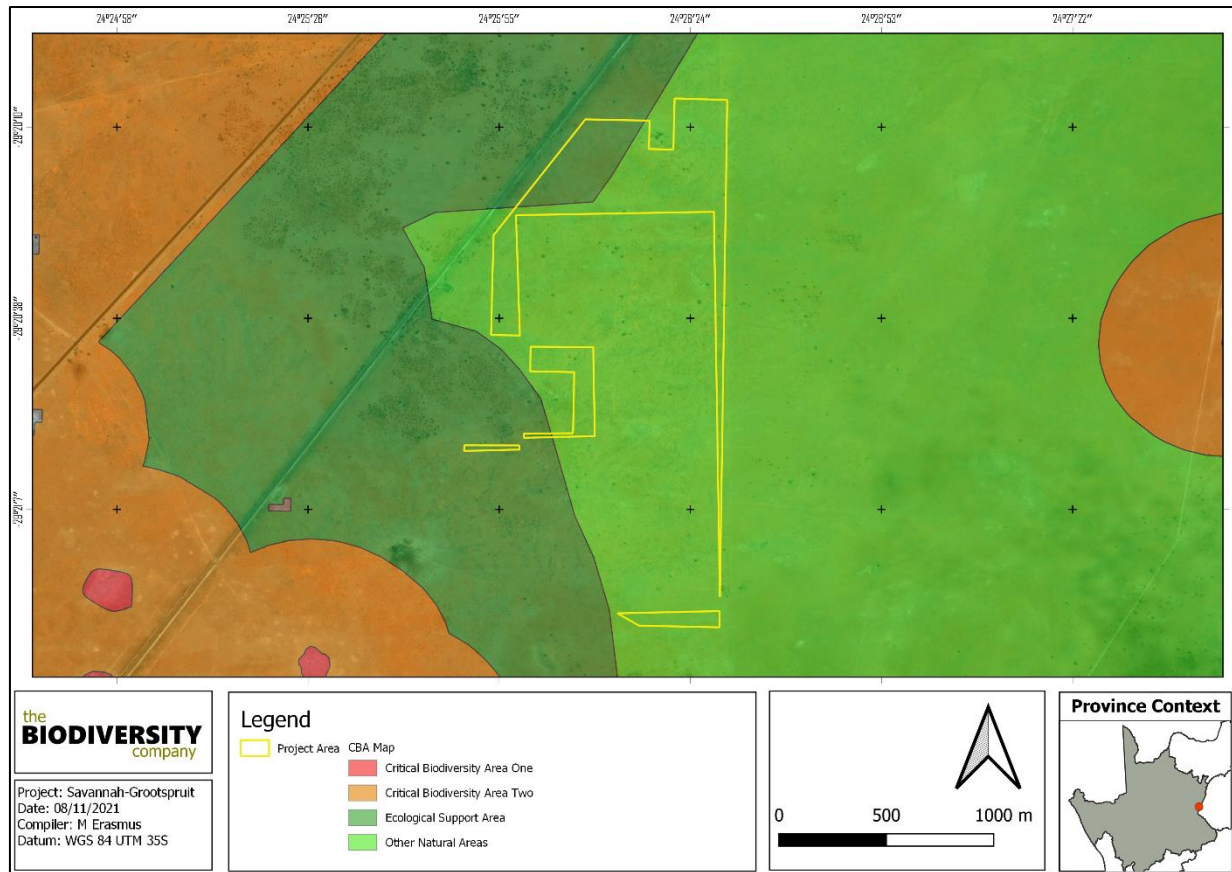 24°24'58" 24°25'26" 24°25'55" 24°26'24" 24°26'53" 24°27'22"
-29°20'10"
-29°20'38"
-29°21'7"
the
BIODIVERSITY
company
Project: Savannah-Grootspruit
Date: 08/11/2021
Compiler: M Erasmus
Datum: WGS 84 UTM 35S
Legend
Project Area
CBA Map
Critical Biodiversity Area One
Critical Biodiversity Area Two
Ecological Support Area
Other Natural Areas
0 500 1000 m
Province Context